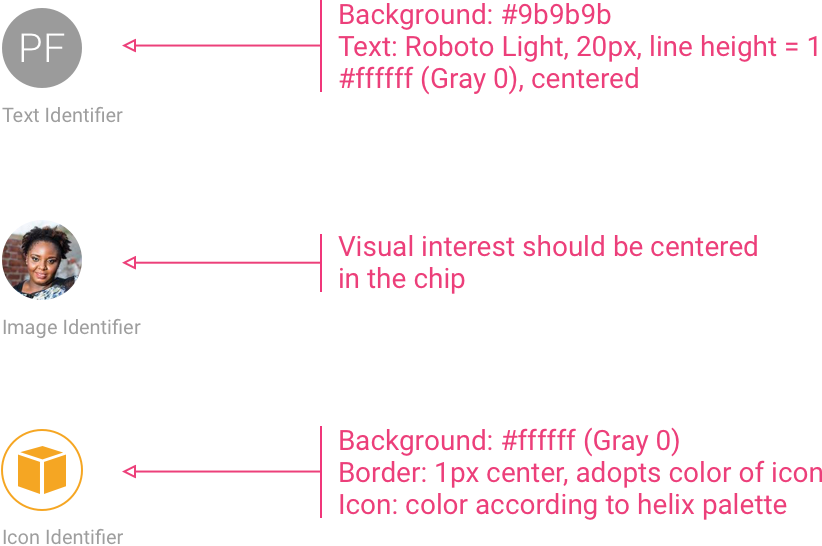 PF
Text Identifier
Background: #9b9b9b
Text: Roboto Light, 20px, line height = 1
#ffffff (Gray 0), centered
Image Identifier
Visual interest should be centered
in the chip
Icon Identifier
Background: #ffffff (Gray 0)
Border: 1px center, adopts color of icon
Icon: color according to helix palette